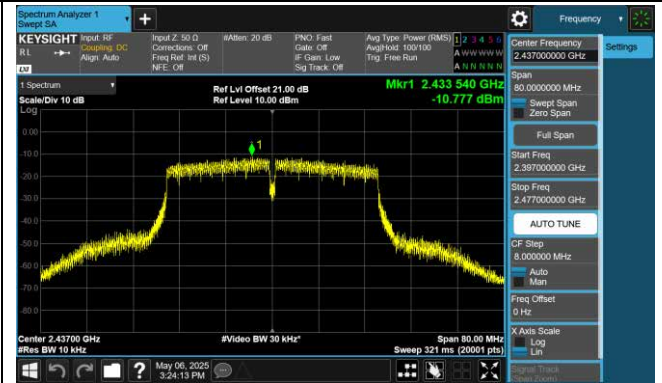 Spectrum Analyzer 1
Swept SA
Frequency
KEYSIGHT
Input: RF
Coupling: DC
Align: Auto
Input Z: 50 Ω
Corrections: Off
Freq Ref: Int (S)
NFE: Off
#Atten: 20 dB
PNO: Fast
Gate: Off
IF Gain: Low
Sig Track: Off
Avg Type: Power (RMS)
Avg|Hold: 100/100
Trig: Free Run
1 2 3 4 5 6
A W W W W W
A N N N N N
RL
LXI
1 Spectrum
Scale/Div 10 dB
Ref Lvl Offset 21.00 dB
Ref Level 10.00 dBm
Mkr1 2.433 540 GHz
-10.777 dBm
Log
0.00
-10.0
-20.0
-30.0
-40.0
-50.0
-60.0
-70.0
-80.0
1
Center 2.43700 GHz
#Res BW 10 kHz
#Video BW 30 kHz*
Span 80.00 MHz
Sweep 321 ms (20001 pts)
May 06, 2025
3:24:13 PM
Center Frequency
2.437000000 GHz
Settings
Span
80.0000000 MHz
Swept Span
Zero Span
Full Span
Start Freq
2.397000000 GHz
Stop Freq
2.477000000 GHz
AUTO TUNE
CF Step
8.000000 MHz
Auto
Man
Freq Offset
0 Hz
X Axis Scale
Log
Lin
Signal Track
(Span Zoom)